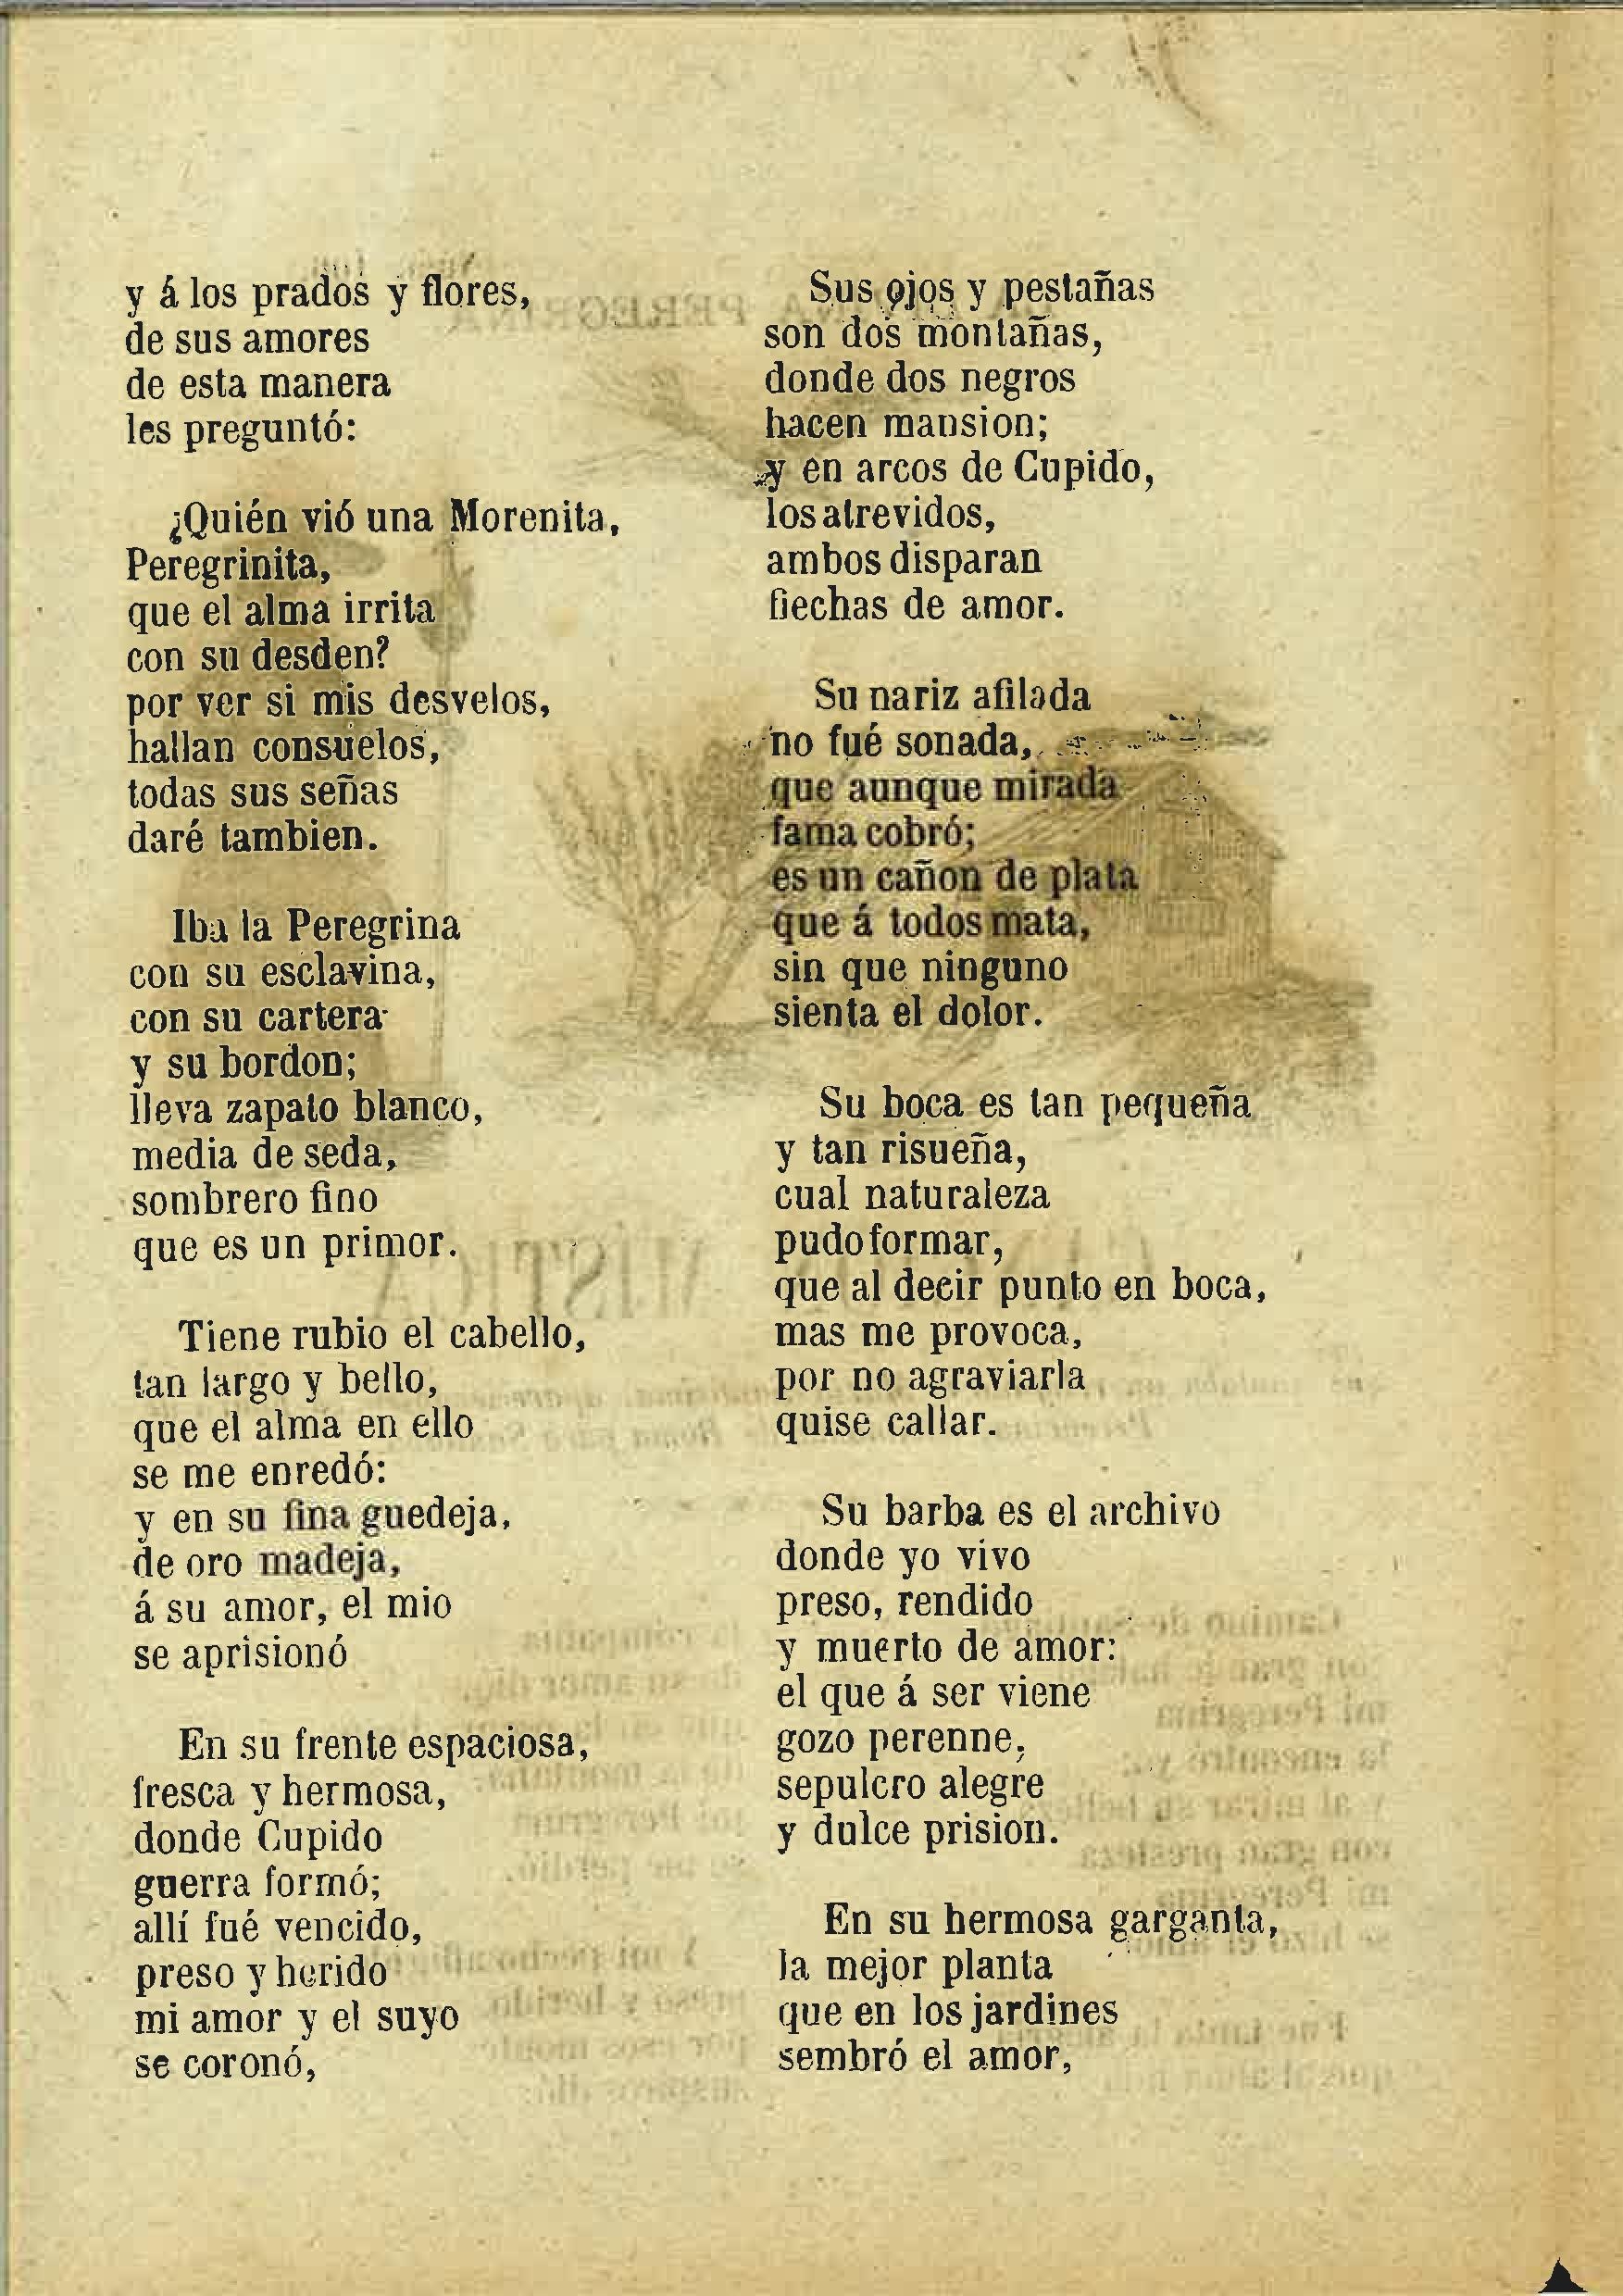 y á los prados y flores,
de sus amores
de esta manera
les preguntó:
¿Quién vió una Morenita,
Peregrinita,
que el alma irrita
con su desden?
por ver si mis desvelos,
hallan consuelos,
todas sus señas
daré tambien.
Iba la Peregrina
con su esclavina,
con su cartera
y su bordon;
lleva zapato blanco,
media de seda,
sombrero fino
que es un primor.
Tiene rubio el cabello,
tan largo y bello,
que el alma en ello
se me enredó:
y en su fina guedeja,
de oro madeja,
á su amor, el mio
se aprisionó
En su frente espaciosa,
fresca y hermosa,
donde Cupido
guerra formó;
allí fué vencido,
preso y herido
mi amor y el suyo
se coronó,
Sus ojos y pestañas
son dos montañas,
donde dos negros
hacen mansion;
y en arcos de Cupido,
los atrevidos,
ambos disparan
flechas de amor.
Su nariz afilada
no fué sonada,
que aunque mirada
fama cobró;
es un cañon de plata
que á todos mata,
sin que ninguno
sienta el dolor.
Su boca es tan pequeña
y tan risueña,
cual naturaleza
pudo formar,
que al decir punto en boca,
mas me provoca,
por no agraviarla
quise callar.
Su barba es el archivo
donde yo vivo
preso, rendido
y muerto de amor:
el que á ser viene
gozo perenne,
sepulcro alegre
y dulce prision.
En su hermosa garganta,
la mejor planta
que en los jardines
sembró el amor,